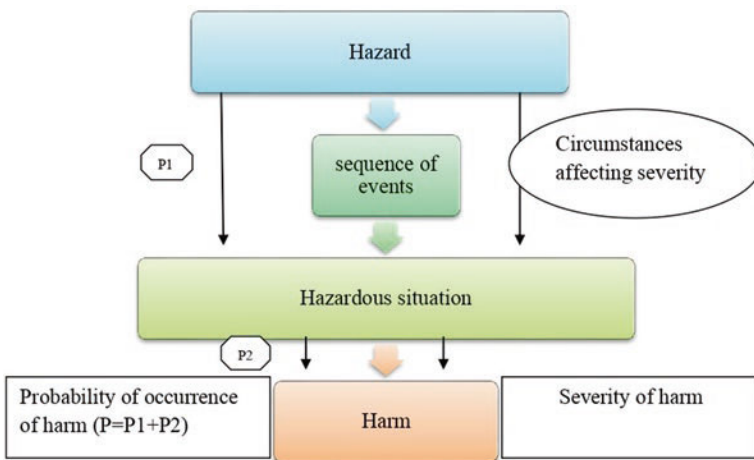 Hazard
P1
sequence of
events
Circumstances
affecting severity
Hazardous situation
P2
Probability of occurrence
of harm (P=P1+P2)
Harm
Severity of harm